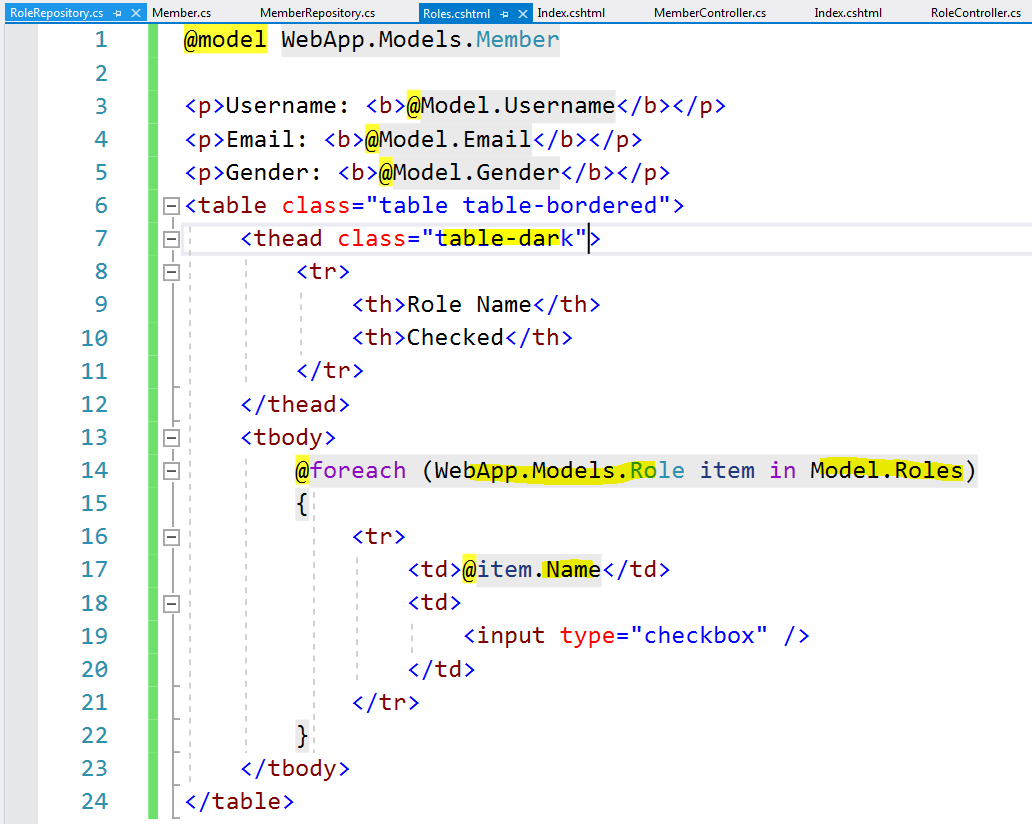 RoleRepository.cs Member.cs MemberRepository.cs Roles.cshtml Index.cshtml MemberController.cs Index.cshtml RoleController.cs
1 @model WebApp.Models.Member
2
3 <p>Username: <b>@Model.Username</b></p>
4 <p>Email: <b>@Model.Email</b></p>
5 <p>Gender: <b>@Model.Gender</b></p>
6 <table class="table table-bordered">
7 <thead class="table-dark">
8 <tr>
9 <th>Role Name</th>
10 <th>Checked</th>
11 </tr>
12 </thead>
13 <tbody>
14 @foreach (WebApp.Models.Role item in Model.Roles)
15 {
16 <tr>
17 <td>@item.Name</td>
18 <td>
19 <input type="checkbox" />
20 </td>
21 </tr>
22 }
23 </tbody>
24 </table>